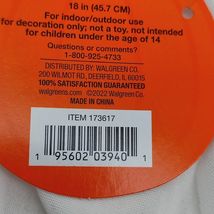 18 in (45.7 CM)
For indoor/outdoor use
for decoration only; not a toy, not intended
for children under the age of 14
Questions or comments?
1-800-925-4733
DISTRIBUTED BY WALGREEN CO.
200 WILMOT RD., DEERFIELD, IL 60015
100% SATISFACTION GUARANTEED
walgreens.com ©2022 Walgreen Co.
MADE IN CHINA
ITEM 173617
1 95602 03940 1